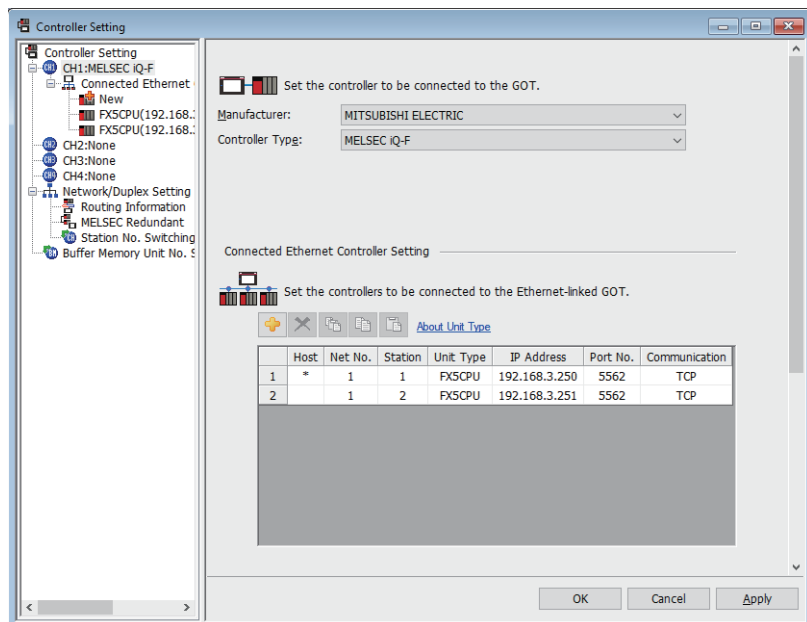 Controller Setting
Controller Setting
CH1:MELSEC iQ-F
Connected Ethernet
New
FX5CPU(192.168.
FX5CPU(192.168.
CH2:None
CH3:None
CH4:None
Network/Duplex Setting
Routing Information
MELSEC Redundant
Station No. Switching
Buffer Memory Unit No. S
Set the controller to be connected to the GOT.
Manufacturer: MITSUBISHI ELECTRIC
Controller Type: MELSEC iQ-F
Connected Ethernet Controller Setting
Set the controllers to be connected to the Ethernet-linked GOT.
About Unit Type
Host Net No. Station Unit Type IP Address Port No. Communication
1 * 1 1 FX5CPU 192.168.3.250 5562 TCP
2 1 2 FX5CPU 192.168.3.251 5562 TCP
OK Cancel Apply